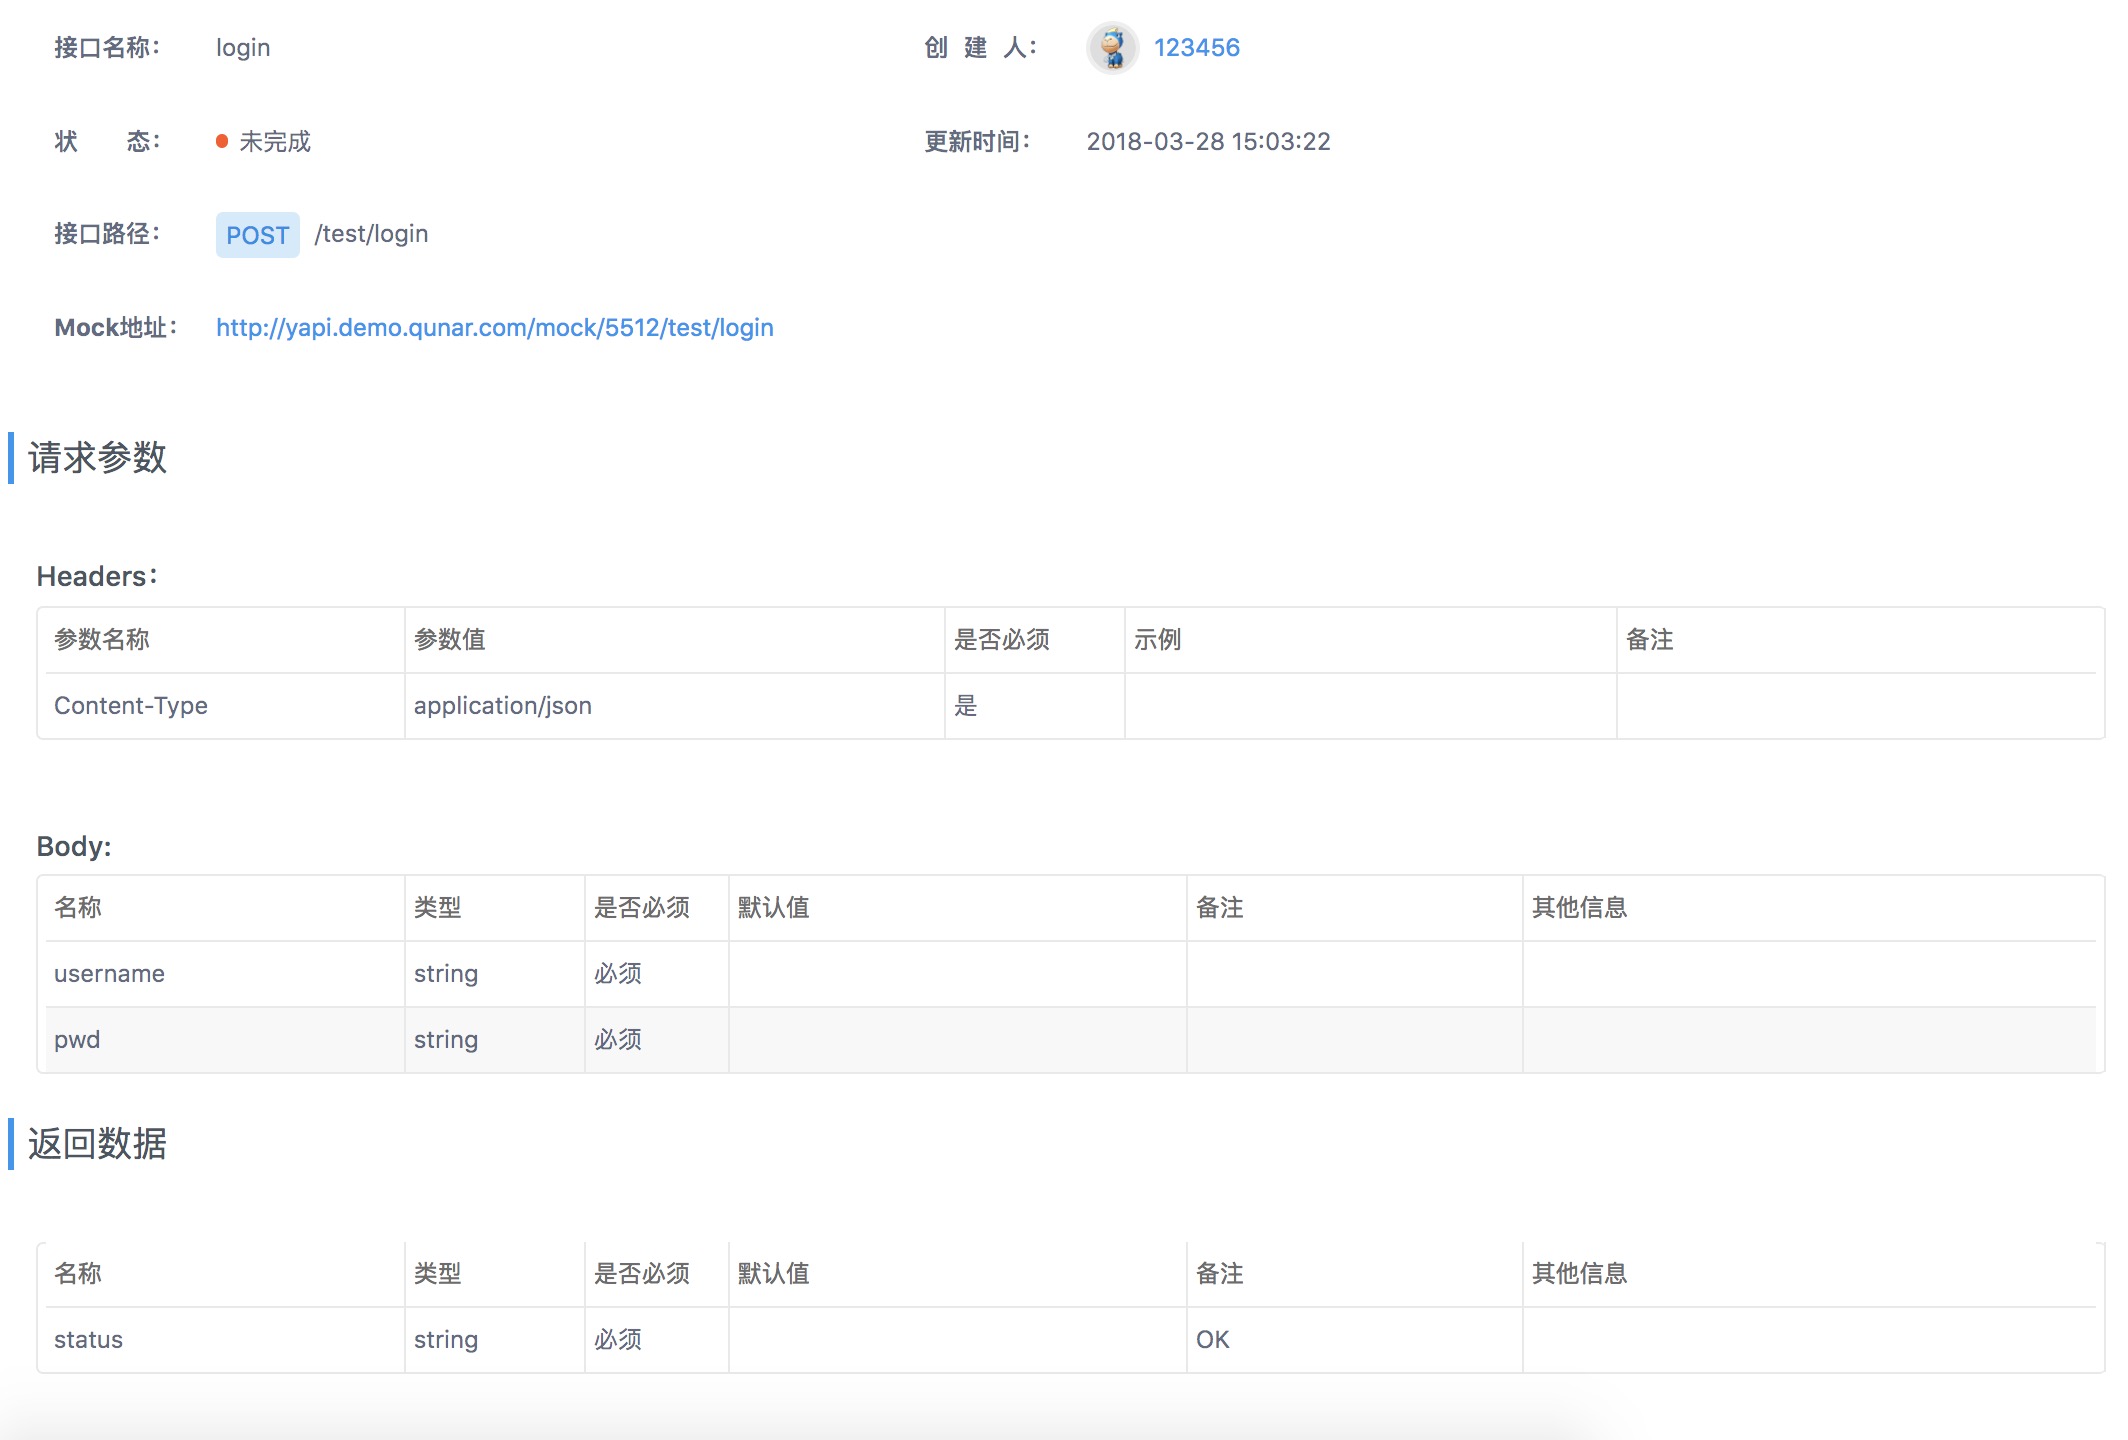 接口名称： login 创 建 人： 123456
状 态： 未完成 更新时间： 2018-03-28 15:03:22
接口路径： POST /test/login
Mock地址： http://yapi.demo.qunar.com/mock/5512/test/login
请求参数
Headers：
参数名称 参数值 是否必须 示例 备注
Content-Type application/json 是
Body:
名称 类型 是否必须 默认值 备注 其他信息
username string 必须
pwd string 必须
返回数据
名称 类型 是否必须 默认值 备注 其他信息
status string 必须 OK